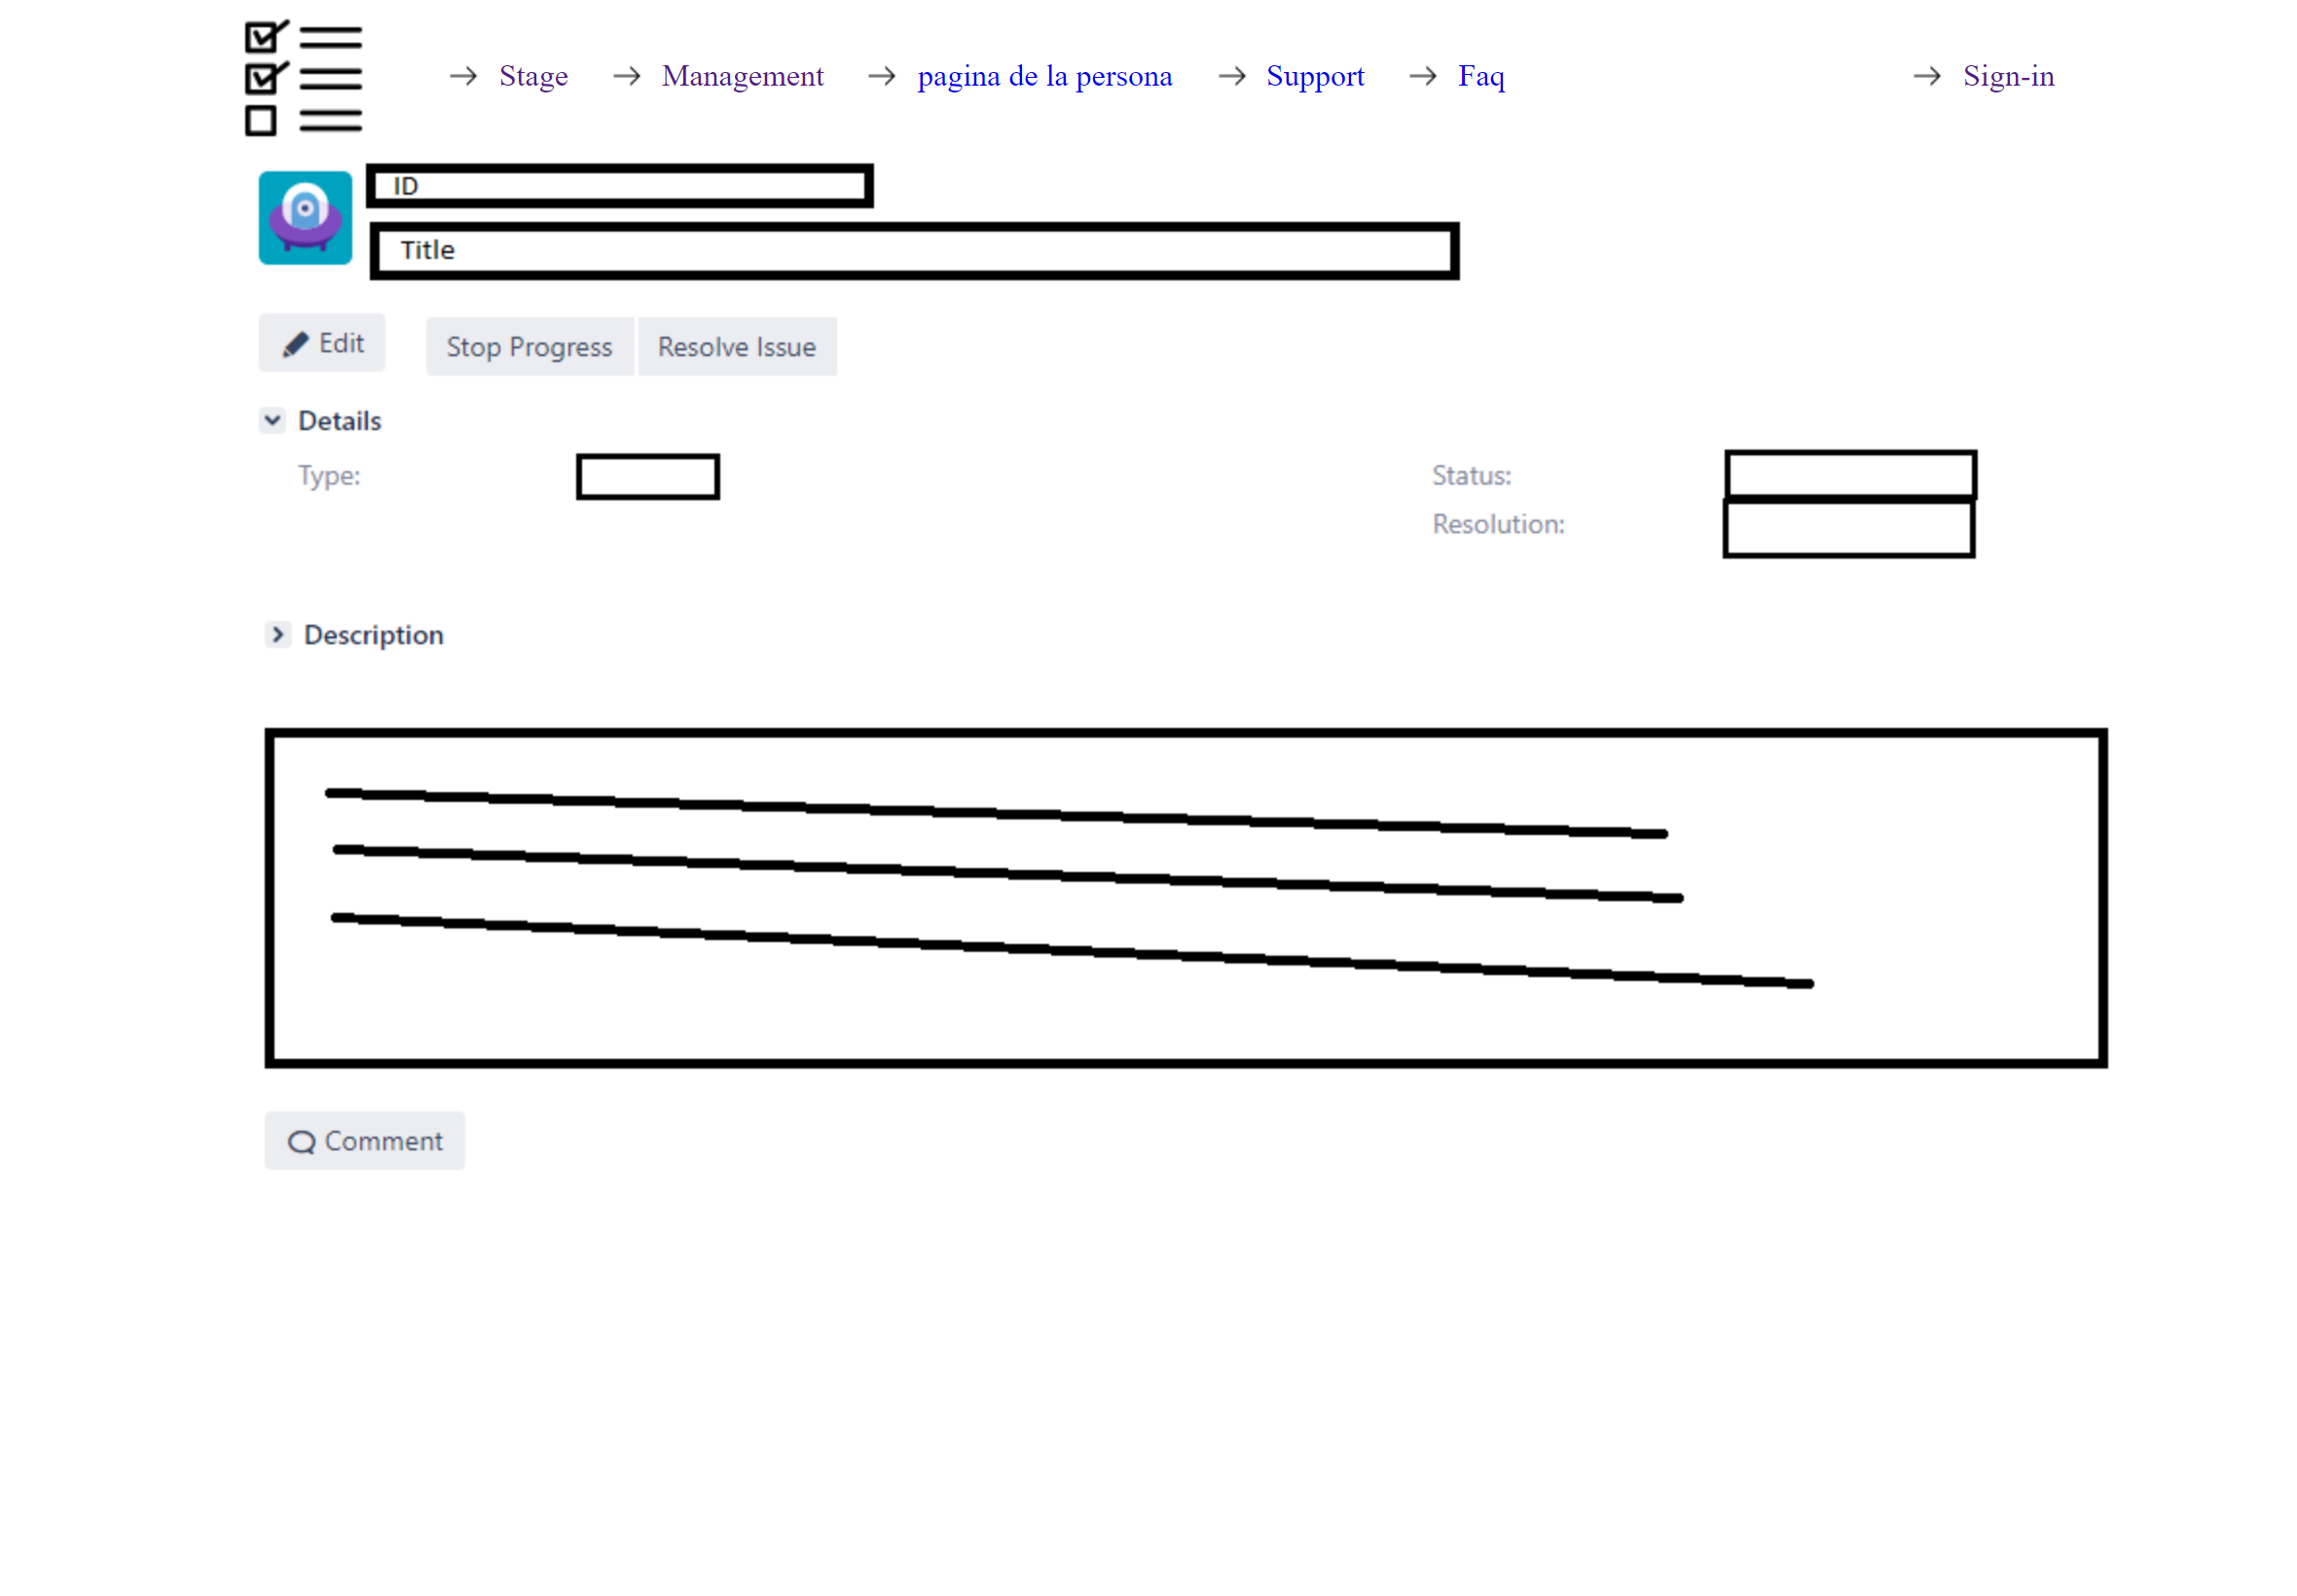 Stage Management pagina de la persona Support Faq Sign-in
ID
Title
Edit Stop Progress Resolve Issue
Details
Type: Status:
Resolution:
Description
Comment